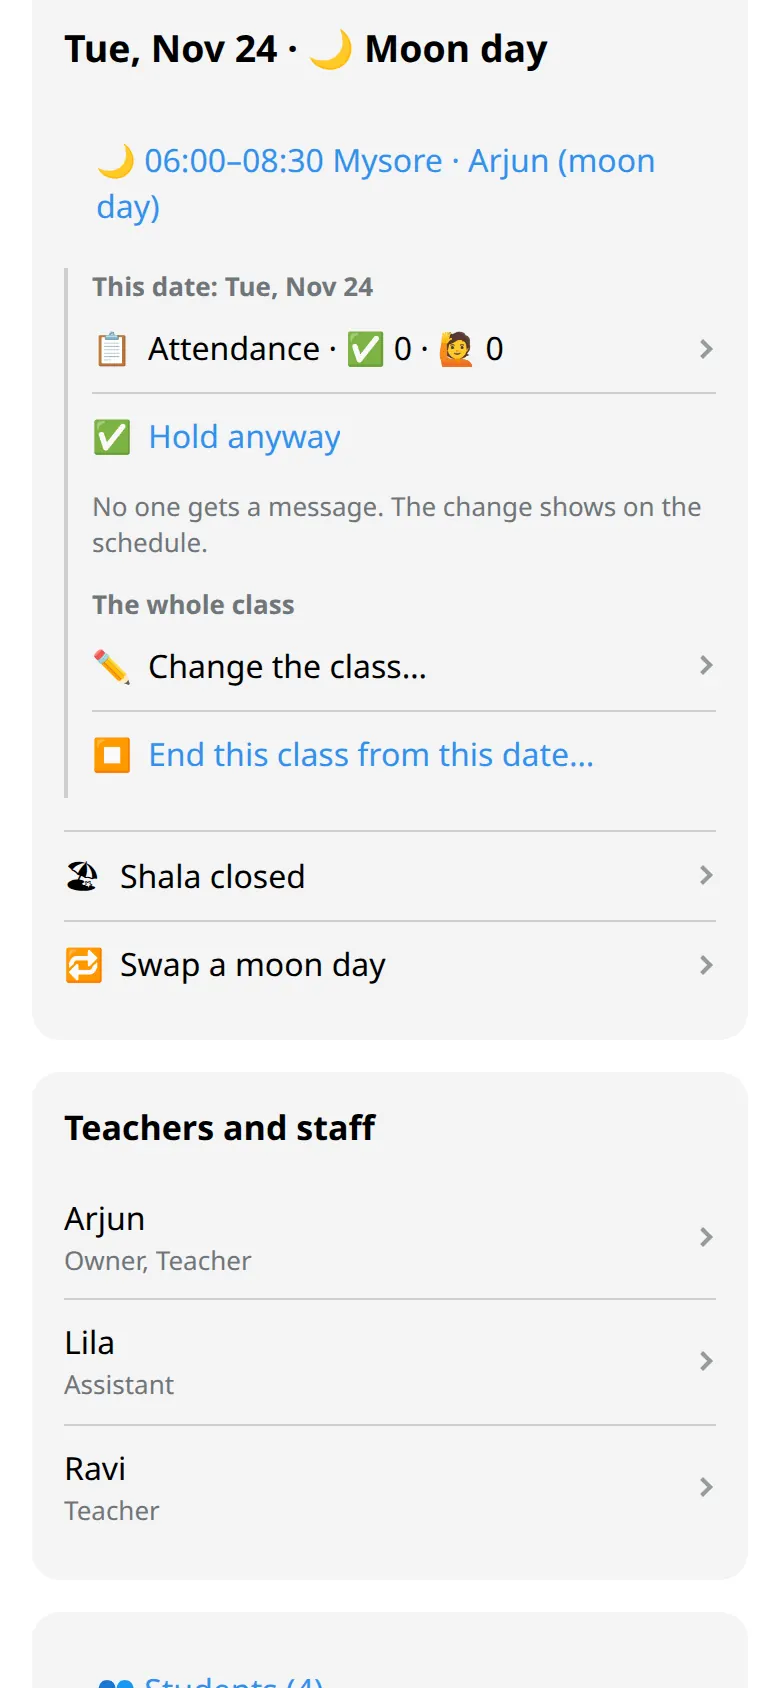 Tue, Nov 24 · 🌙 Moon day
🌙 06:00–08:30 Mysore · Arjun (moon
day)
This date: Tue, Nov 24
📋 Attendance · ✅ 0 · 🙋 0
✅ Hold anyway
No one gets a message. The change shows on the
schedule.
The whole class
✏️ Change the class...
⏹️ End this class from this date...
🏖 Shala closed
🔁 Swap a moon day
Teachers and staff
Arjun
Owner, Teacher
Lila
Assistant
Ravi
Teacher
👥 Students (4)